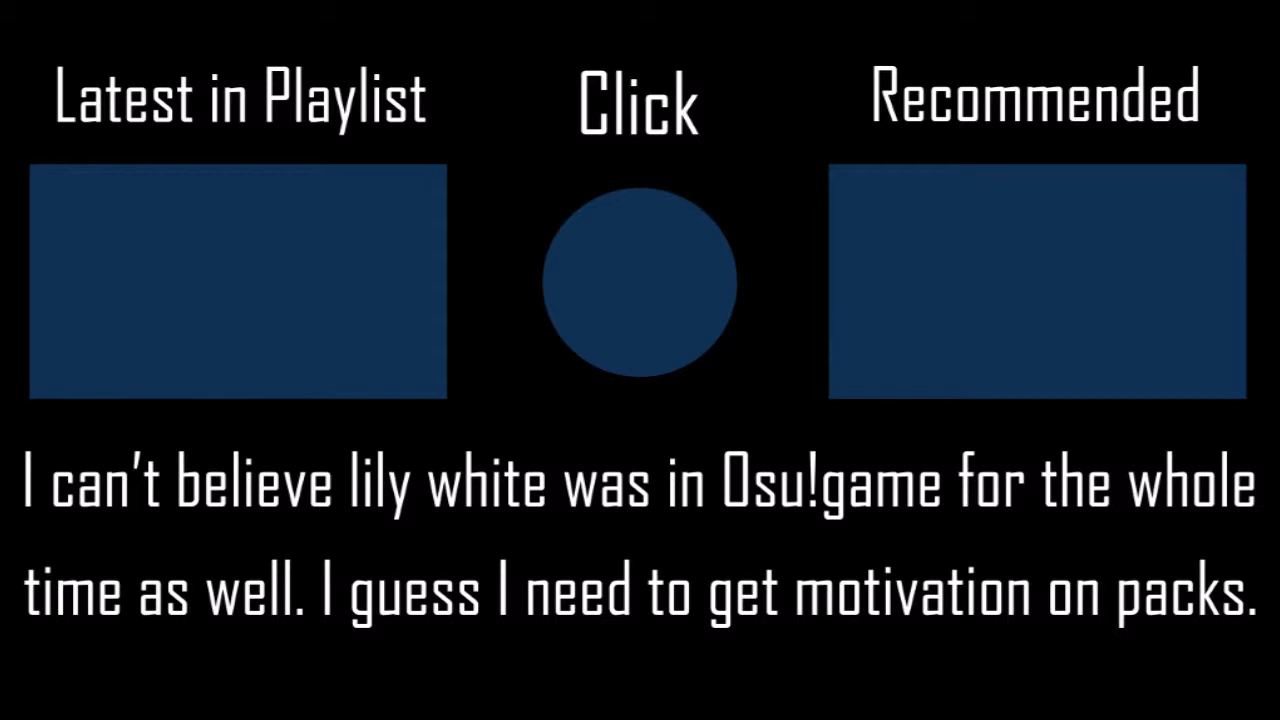 Latest in Playlist
Click
Recommended
I can't believe lily white was in Osu!game for the whole
time as well. I guess I need to get motivation on packs.